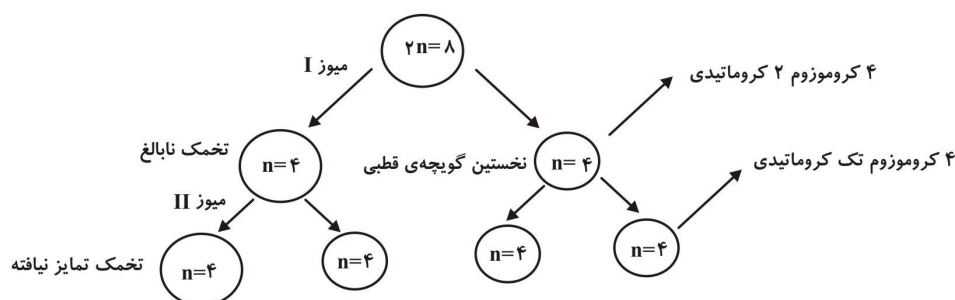 ۲n=۸
میوز I
۴ کروموزوم ۲ کروماتیدی
تخمک نابالغ
n=۴
نخستین گویچه‌ی قطبی
n=۴
۴ کروموزوم تک کروماتیدی
میوز II
تخمک تمایز نیافته
n=۴
n=۴
n=۴
n=۴